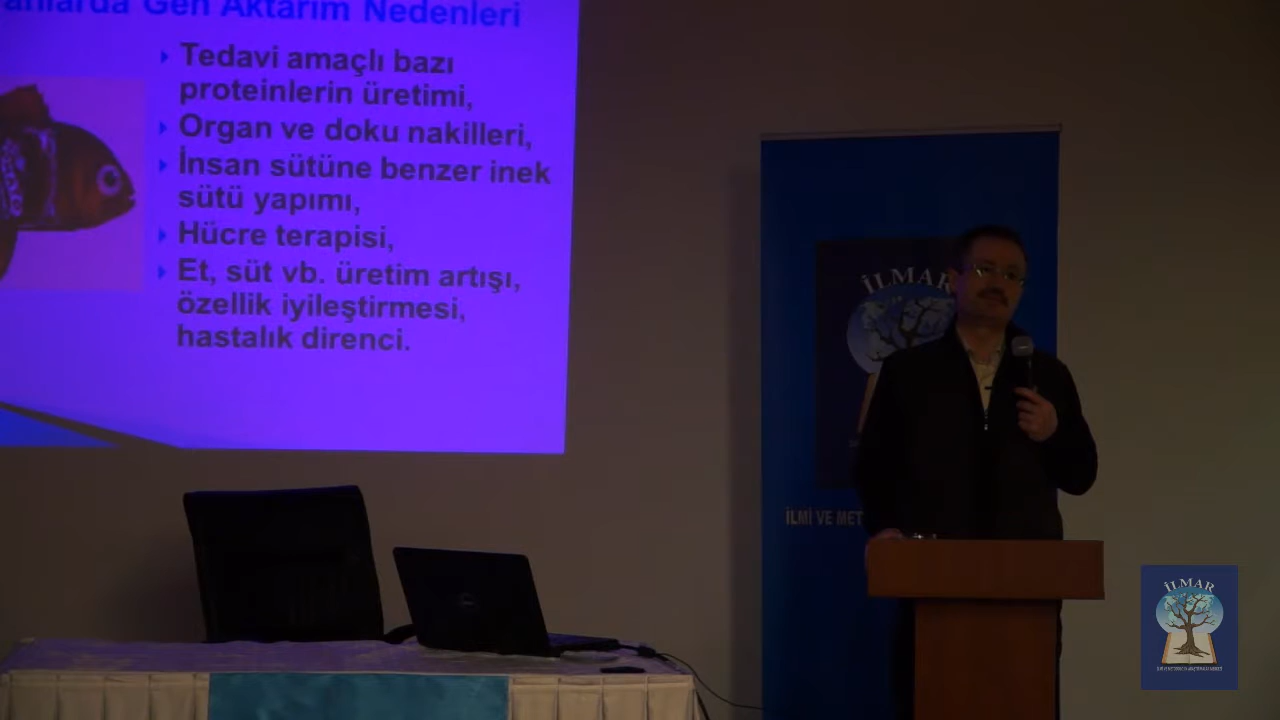 Gen Aktarım Nedenleri
Tedavi amaçlı bazı
proteinlerin üretimi,
Organ ve doku nakilleri,
İnsan sütüne benzer inek
sütü yapımı,
Hücre terapisi,
Et, süt vb. üretim artışı,
özellik iyileştirmesi,
hastalık direnci.
İLMAR
İLMİ VE
İLMAR